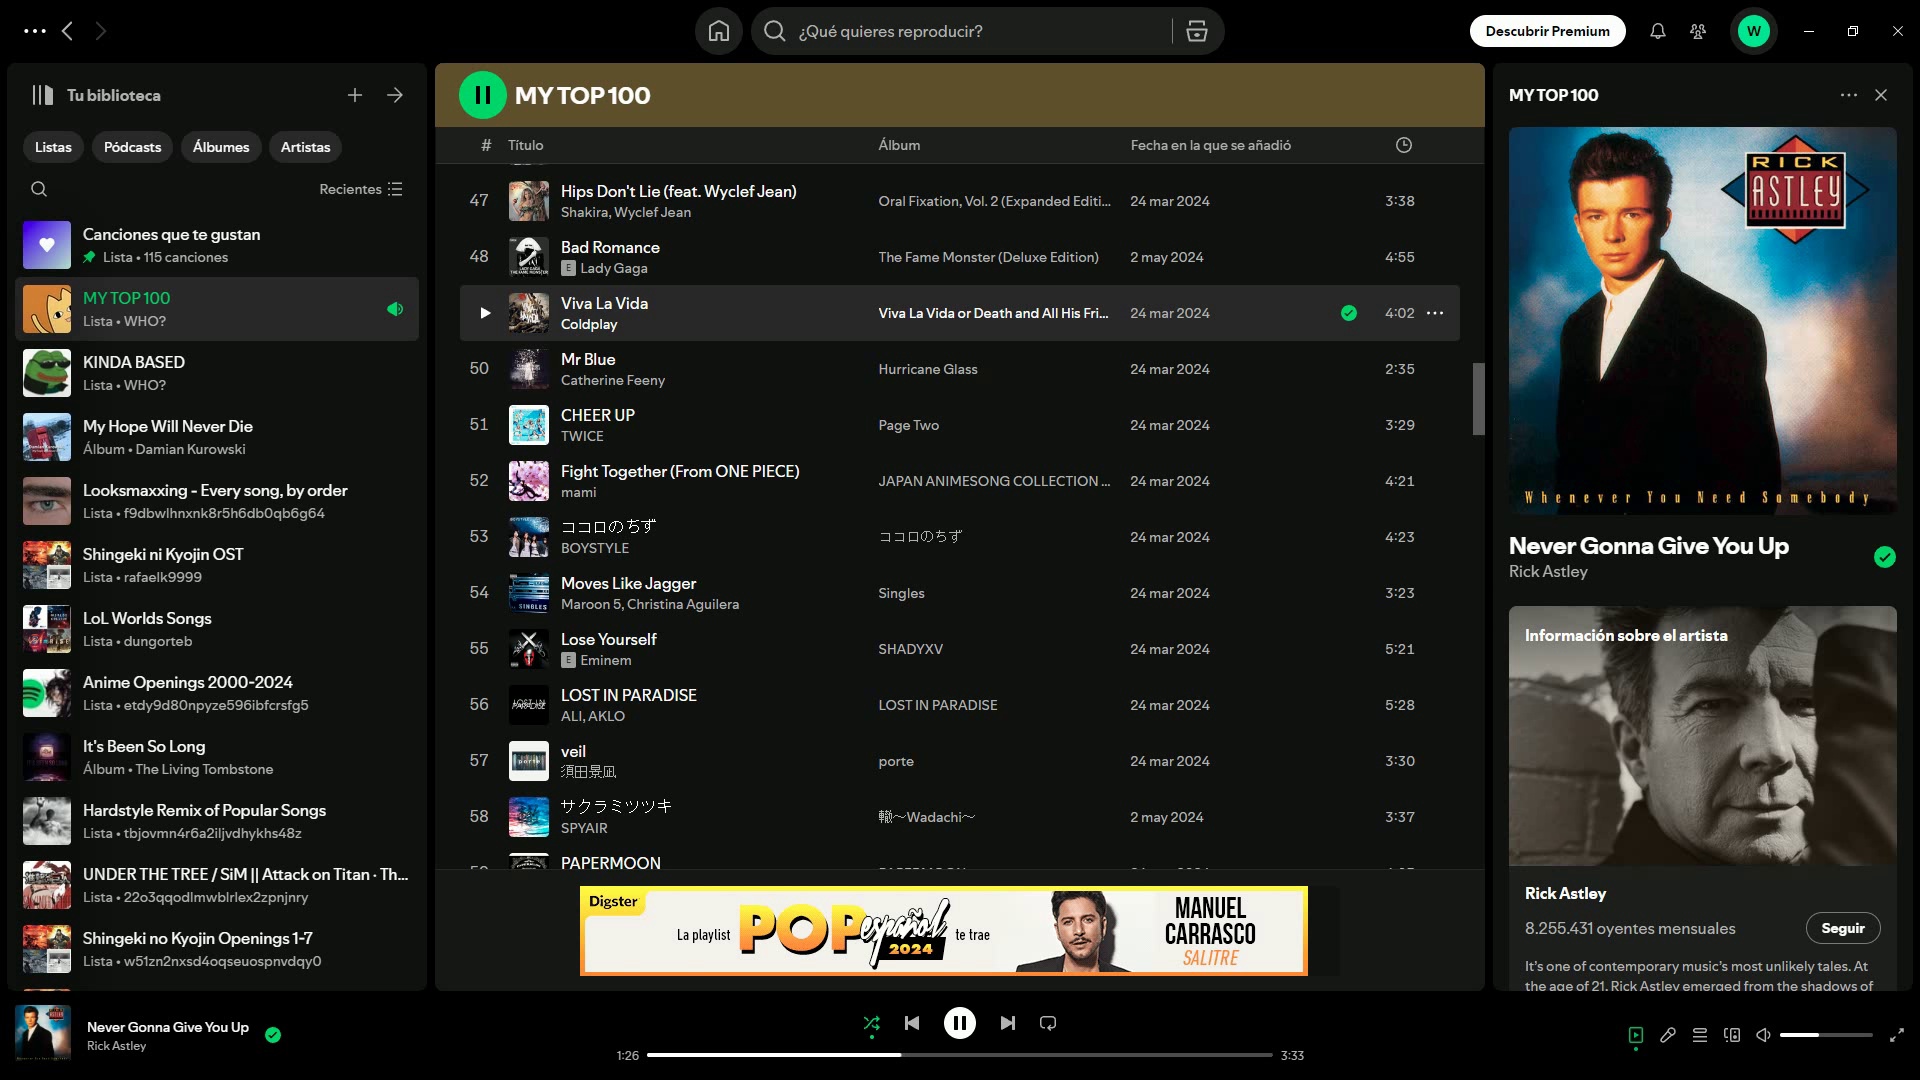 ¿Qué quieres reproducir?
Descubrir Premium
W
Tu biblioteca
Listas
Pódcasts
Álbumes
Artistas
Recientes
Canciones que te gustan
Lista • 115 canciones
MY TOP 100
Lista • WHO?
KINDA BASED
Lista • WHO?
My Hope Will Never Die
Álbum • Damian Kurowski
Looksmaxxing - Every song, by order
Lista • f9dbwlhnxnk8r5h6db0qb6g64
Shingeki ni Kyojin OST
Lista • rafaelk9999
LoL Worlds Songs
Lista • dungorteb
Anime Openings 2000-2024
Lista • etdy9d80npyze596ibfcrsfg5
It's Been So Long
Álbum • The Living Tombstone
Hardstyle Remix of Popular Songs
Lista • tbjovmn4r6a2iljvdhykhs48z
UNDER THE TREE / SiM || Attack on Titan · Th...
Lista • 22o3qqodlmwblrlex2zpnjnry
Shingeki no Kyojin Openings 1-7
Lista • w51zn2nxsd4oqseuospnvdqy0
MY TOP 100
# Título Álbum Fecha en la que se añadió
47 Hips Don't Lie (feat. Wyclef Jean) Oral Fixation, Vol. 2 (Expanded Editi... 24 mar 2024 3:38
Shakira, Wyclef Jean
48 Bad Romance The Fame Monster (Deluxe Edition) 2 may 2024 4:55
E Lady Gaga
Viva La Vida Viva La Vida or Death and All His Fri... 24 mar 2024 4:02
Coldplay
50 Mr Blue Hurricane Glass 24 mar 2024 2:35
Catherine Feeny
51 CHEER UP Page Two 24 mar 2024 3:29
TWICE
52 Fight Together (From ONE PIECE) JAPAN ANIMESONG COLLECTION ... 24 mar 2024 4:21
mami
53 ココロのちず ココロのちず 24 mar 2024 4:23
BOYSTYLE
54 Moves Like Jagger Singles 24 mar 2024 3:23
Maroon 5, Christina Aguilera
55 Lose Yourself SHADYXV 24 mar 2024 5:21
E Eminem
56 LOST IN PARADISE LOST IN PARADISE 24 mar 2024 5:28
ALI, AKLO
57 veil porte 24 mar 2024 3:30
須田景凪
58 サクラミツツキ 轍〜Wadachi〜 2 may 2024 3:37
SPYAIR
PAPERMOON
Digster
La playlist POP español 2024 te trae
MANUEL
CARRASCO
SALITRE
MY TOP 100
RICK
ASTLEY
Whenever You Need Somebody
Never Gonna Give You Up
Rick Astley
Información sobre el artista
Rick Astley
8.255.431 oyentes mensuales
Seguir
It's one of contemporary music's most unlikely tales. At
the age of 21, Rick Astley emerged from the shadows of
Never Gonna Give You Up
Rick Astley
1:26
3:33